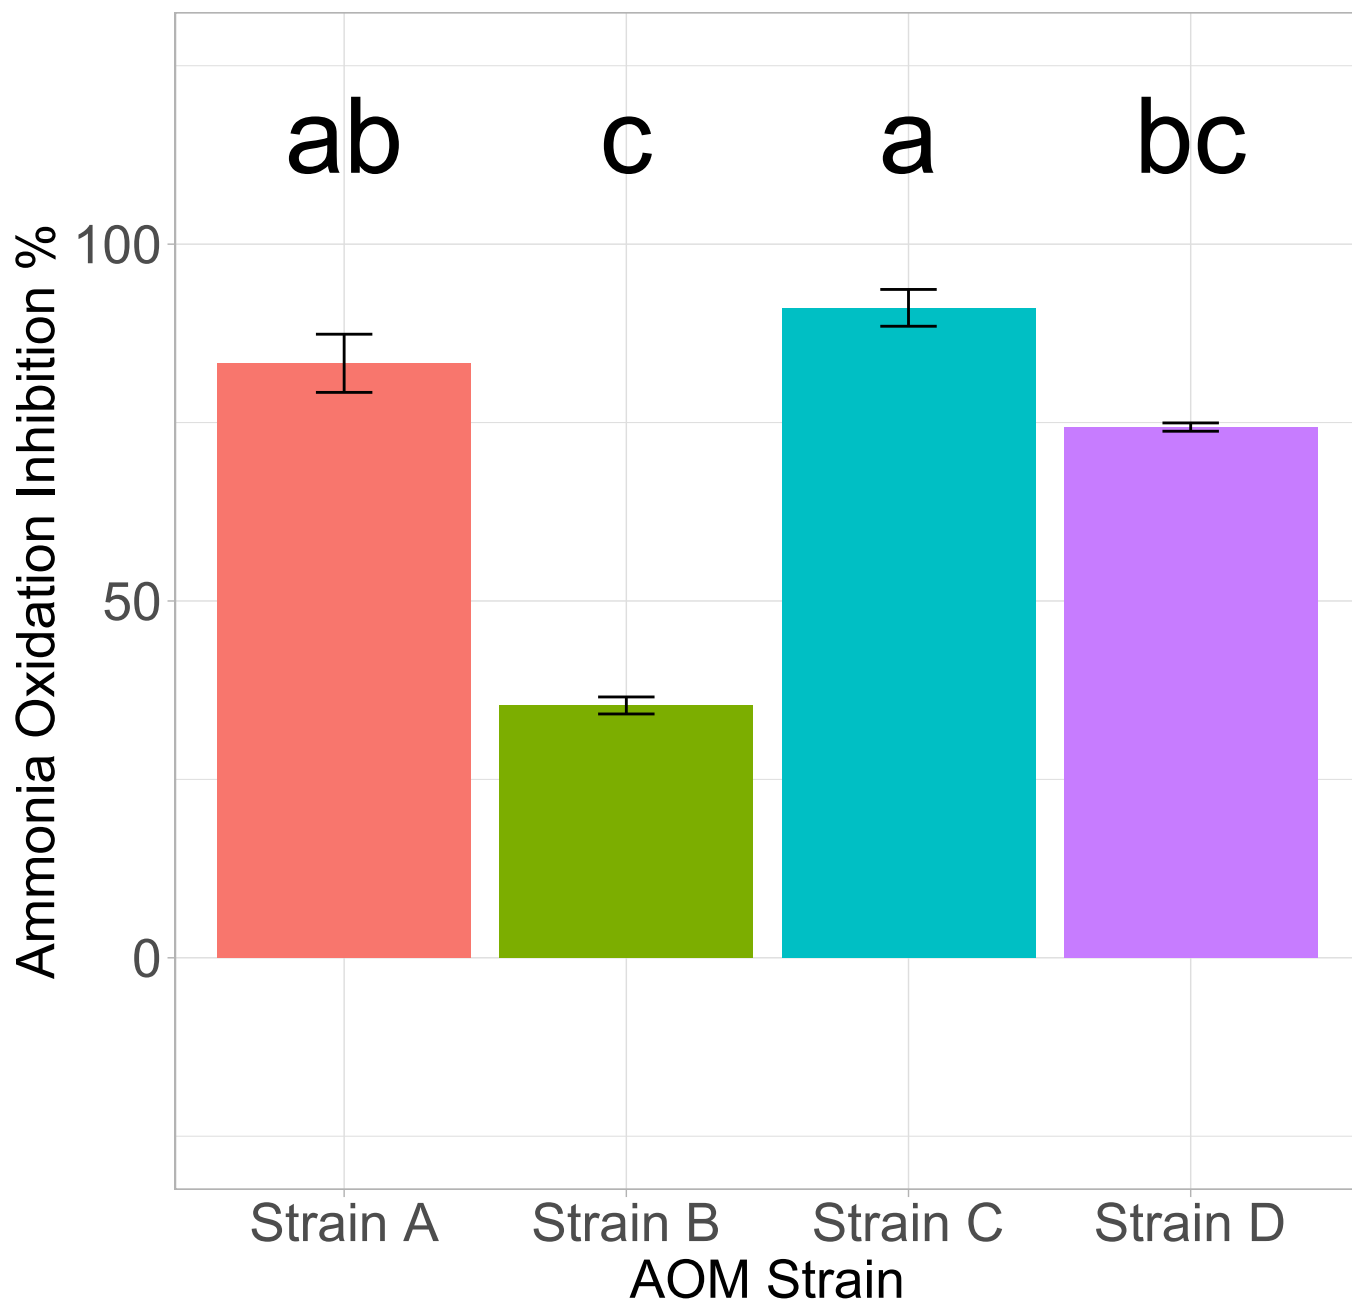 ab c a bc
Ammonia Oxidation Inhibition %
100
50
0
Strain A Strain B Strain C Strain D
AOM Strain